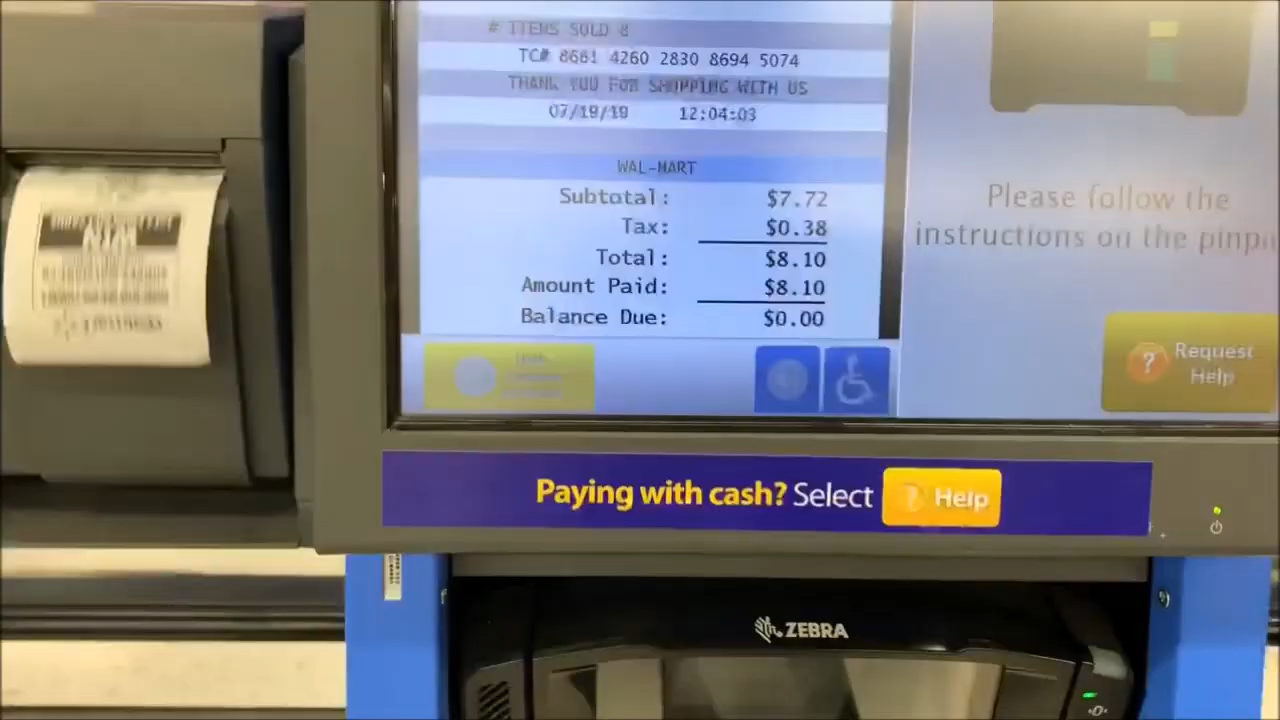 # ITEMS SOLD 8
TC# 8681 4260 2830 8694 5074
THANK YOU FOR SHOPPING WITH US
07/19/19 12:04:03
WAL-MART
Subtotal: $7.72
Tax: $0.38
Total: $8.10
Amount Paid: $8.10
Balance Due: $0.00
Please follow the
instructions on the
? Request
Help
Paying with cash? Select ? Help
ZEBRA